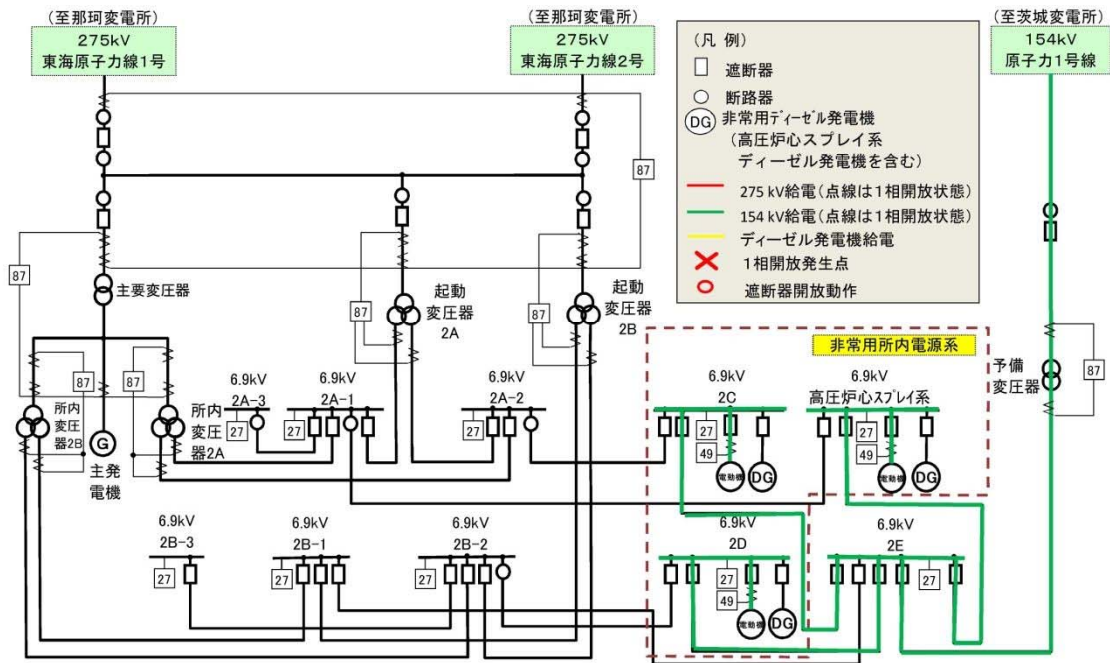 (至那珂変電所)
275kV
東海原子力線1号
(至那珂変電所)
275kV
東海原子力線2号
(至茨城変電所)
154kV
原子力1号線
(凡 例)
遮断器
断路器
DG
非常用ディーゼル発電機
(高圧炉心スプレイ系
ディーゼル発電機を含む)
275 kV給電(点線は1相開放状態)
154 kV給電(点線は1相開放状態)
ディーゼル発電機給電
1相開放発生点
遮断器開放動作
87
87
主要変圧器
87
起動
変圧器
2A
87
起動
変圧器
2B
非常用所内電源系
予備
変圧器
87
87
87
所内
変圧
器2B
G
主発
電機
所内
変圧
器2A
6.9kV
2A-3
27
6.9kV
2A-1
27
6.9kV
2A-2
27
6.9kV
2C
27
49
電動機
DG
6.9kV
高圧炉心スプレイ系
27
49
電動機
DG
6.9kV
2B-3
27
6.9kV
2B-1
27
6.9kV
2B-2
27
6.9kV
2D
27
49
電動機
DG
6.9kV
2E
27